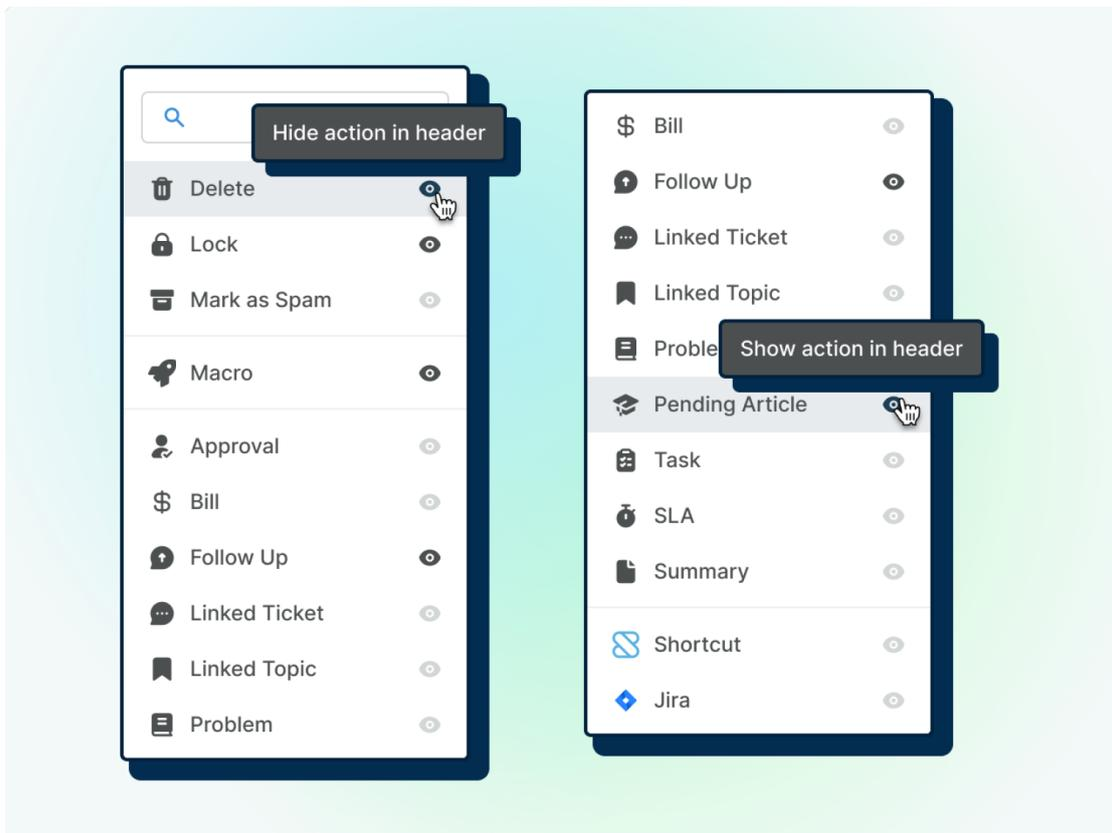 Hide action in header
Delete
Lock
Mark as Spam
Macro
Approval
Bill
Follow Up
Linked Ticket
Linked Topic
Problem
Bill
Follow Up
Linked Ticket
Linked Topic
Proble
Show action in header
Pending Article
Task
SLA
Summary
Shortcut
Jira